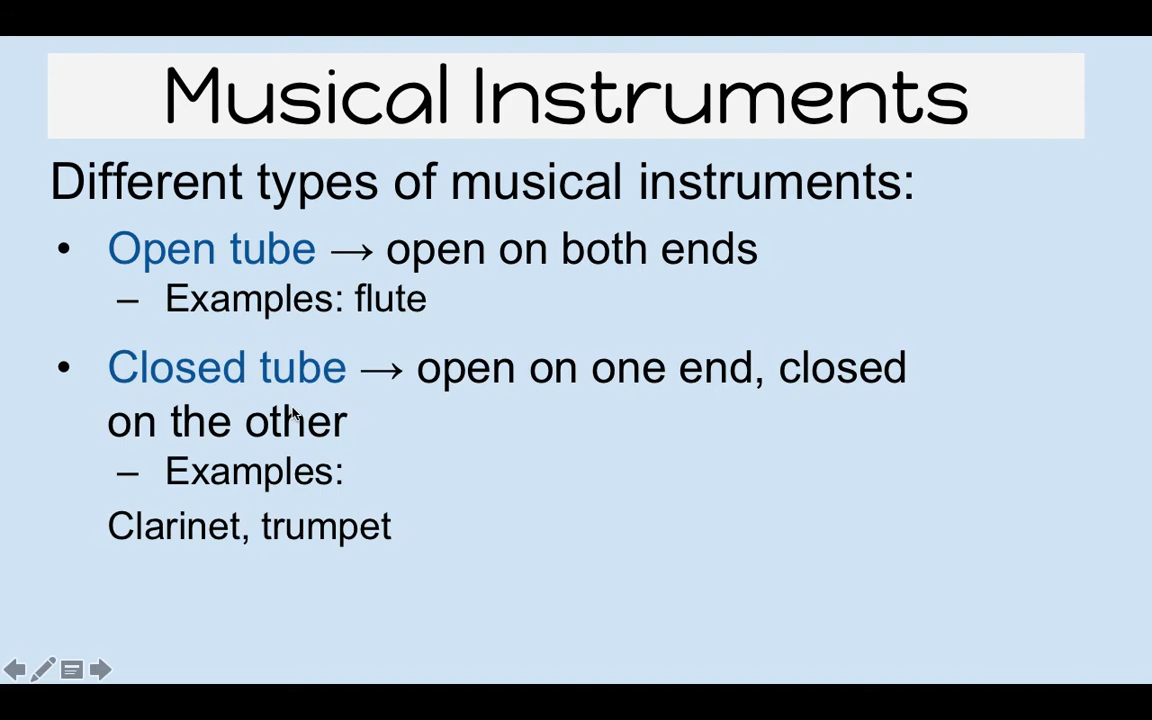 Musical Instruments
Different types of musical instruments:
• Open tube → open on both ends
– Examples: flute
• Closed tube → open on one end, closed
on the other
– Examples:
Clarinet, trumpet